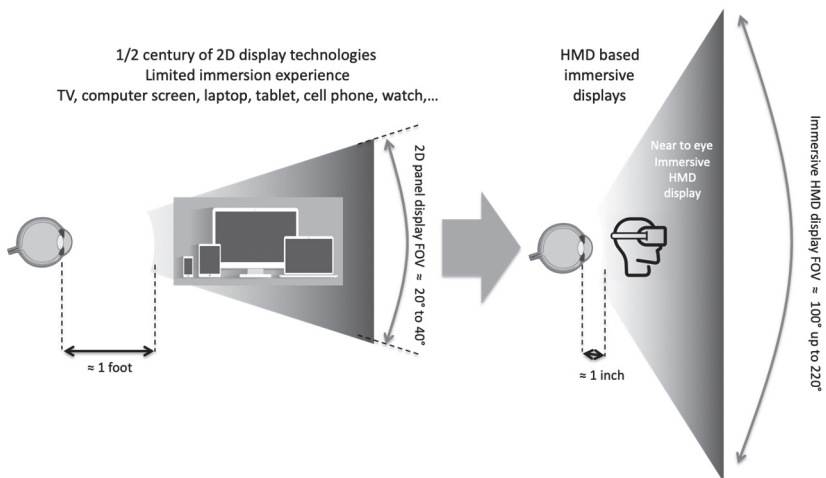 1/2 century of 2D display technologies
Limited immersion experience
TV, computer screen, laptop, tablet, cell phone, watch,...
2D panel display FOV ≈ 20° to 40°
≈ 1 foot
HMD based
immersive
displays
Near to eye
Immersive
HMD
display
≈ 1 inch
Immersive HMD display FOV ≈ 100° up to 220°